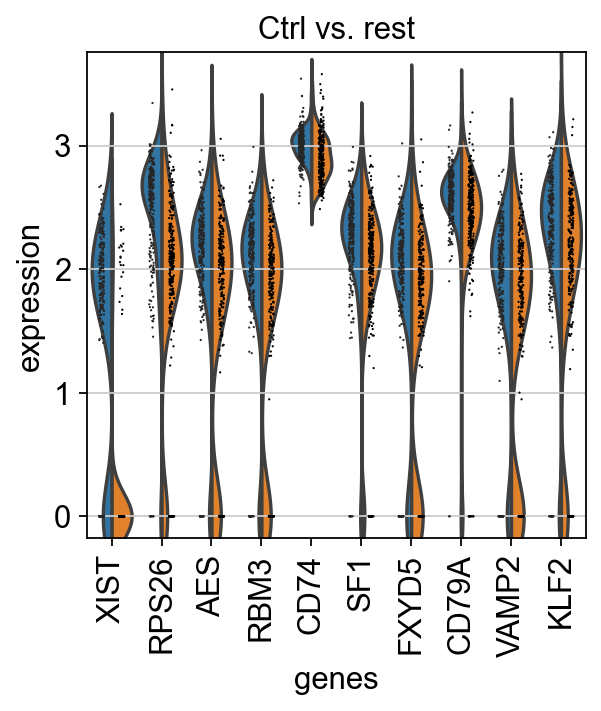 Ctrl vs. rest
expression
3
2
1
0
XIST
RPS26
AES
RBM3
CD74
SF1
FXYD5
CD79A
VAMP2
KLF2
genes